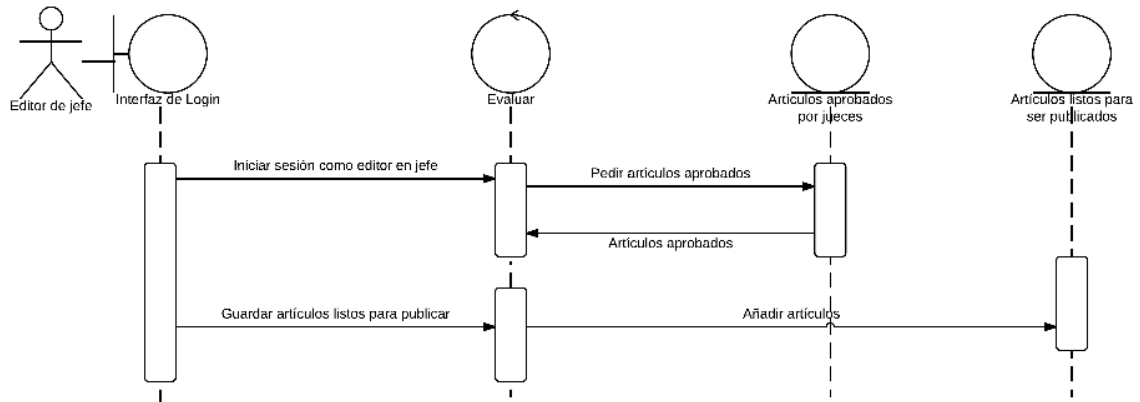 Editor de jefe
Interfaz de Login
Evaluar
Artículos aprobados
por jueces
Artículos listos para
ser publicados
Iniciar sesión como editor en jefe
Pedir artículos aprobados
Artículos aprobados
Guardar artículos listos para publicar
Añadir artículos